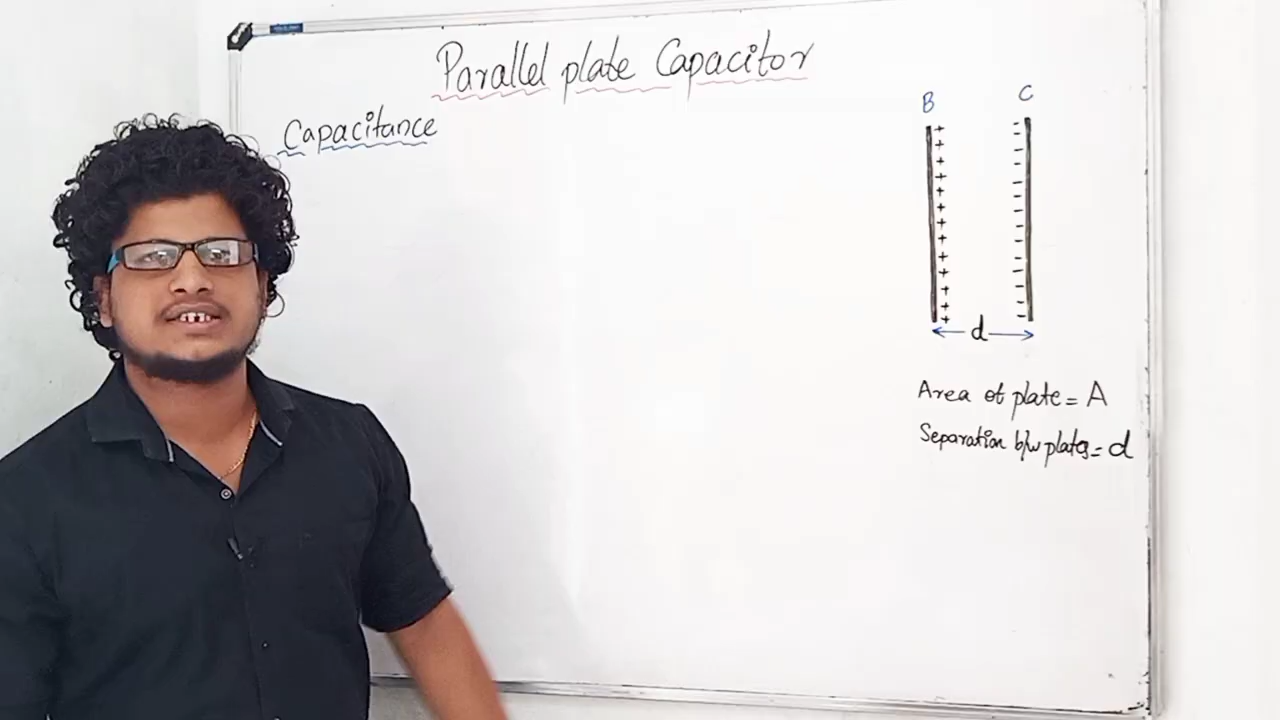 Parallel plate Capacitor
Capacitance
B C
d
Area of plate = A
Separation b/w plates = d